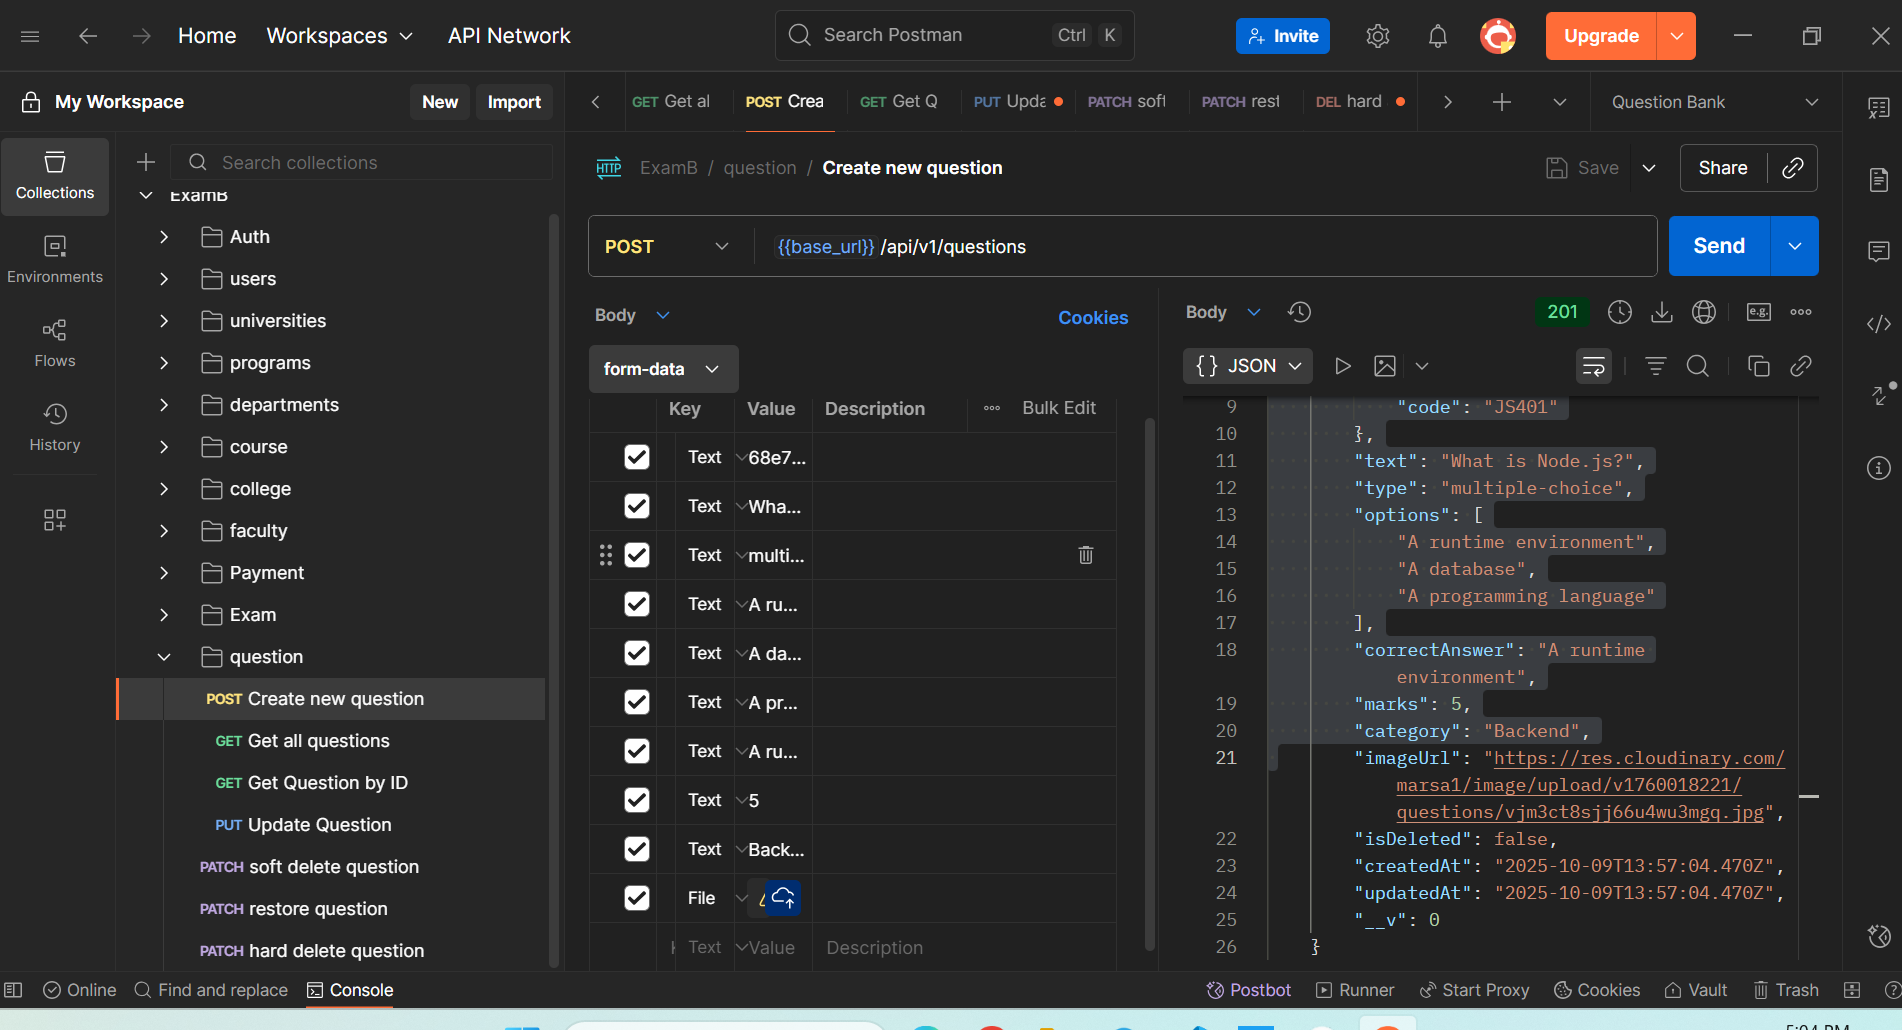 Home
Workspaces
API Network
Search Postman
Ctrl K
Invite
Upgrade
My Workspace
New
Import
GET Get al
POST Crea
GET Get Q
PUT Upda
PATCH soft
PATCH rest
DEL hard
Question Bank
Collections
Environments
Flows
History
Search collections
ExamB
Auth
users
universities
programs
departments
course
college
faculty
Payment
Exam
question
POST Create new question
GET Get all questions
GET Get Question by ID
PUT Update Question
PATCH soft delete question
PATCH restore question
PATCH hard delete question
HTTP
ExamB / question / Create new question
Save
Share
POST
{{base_url}} /api/v1/questions
Send
Body
Cookies
form-data
Key Value Description Bulk Edit
Text 68e7...
Text Wha...
Text multi...
Text A ru...
Text A da...
Text A pr...
Text A ru...
Text 5
Text Back...
File
Text Value Description
Body
201
e.g.
{} JSON
9 "code": "JS401"
10 },
11 "text": "What is Node.js?",
12 "type": "multiple-choice",
13 "options": [
14 "A runtime environment",
15 "A database",
16 "A programming language"
17 ],
18 "correctAnswer": "A runtime
environment",
19 "marks": 5,
20 "category": "Backend",
21 "imageUrl": "https://res.cloudinary.com/
marsa1/image/upload/v1760018221/
questions/vjm3ct8sjj66u4wu3mgq.jpg",
22 "isDeleted": false,
23 "createdAt": "2025-10-09T13:57:04.470Z",
24 "updatedAt": "2025-10-09T13:57:04.470Z",
25 "__v": 0
26 }
Online
Find and replace
Console
Postbot
Runner
Start Proxy
Cookies
Vault
Trash
5:04 PM